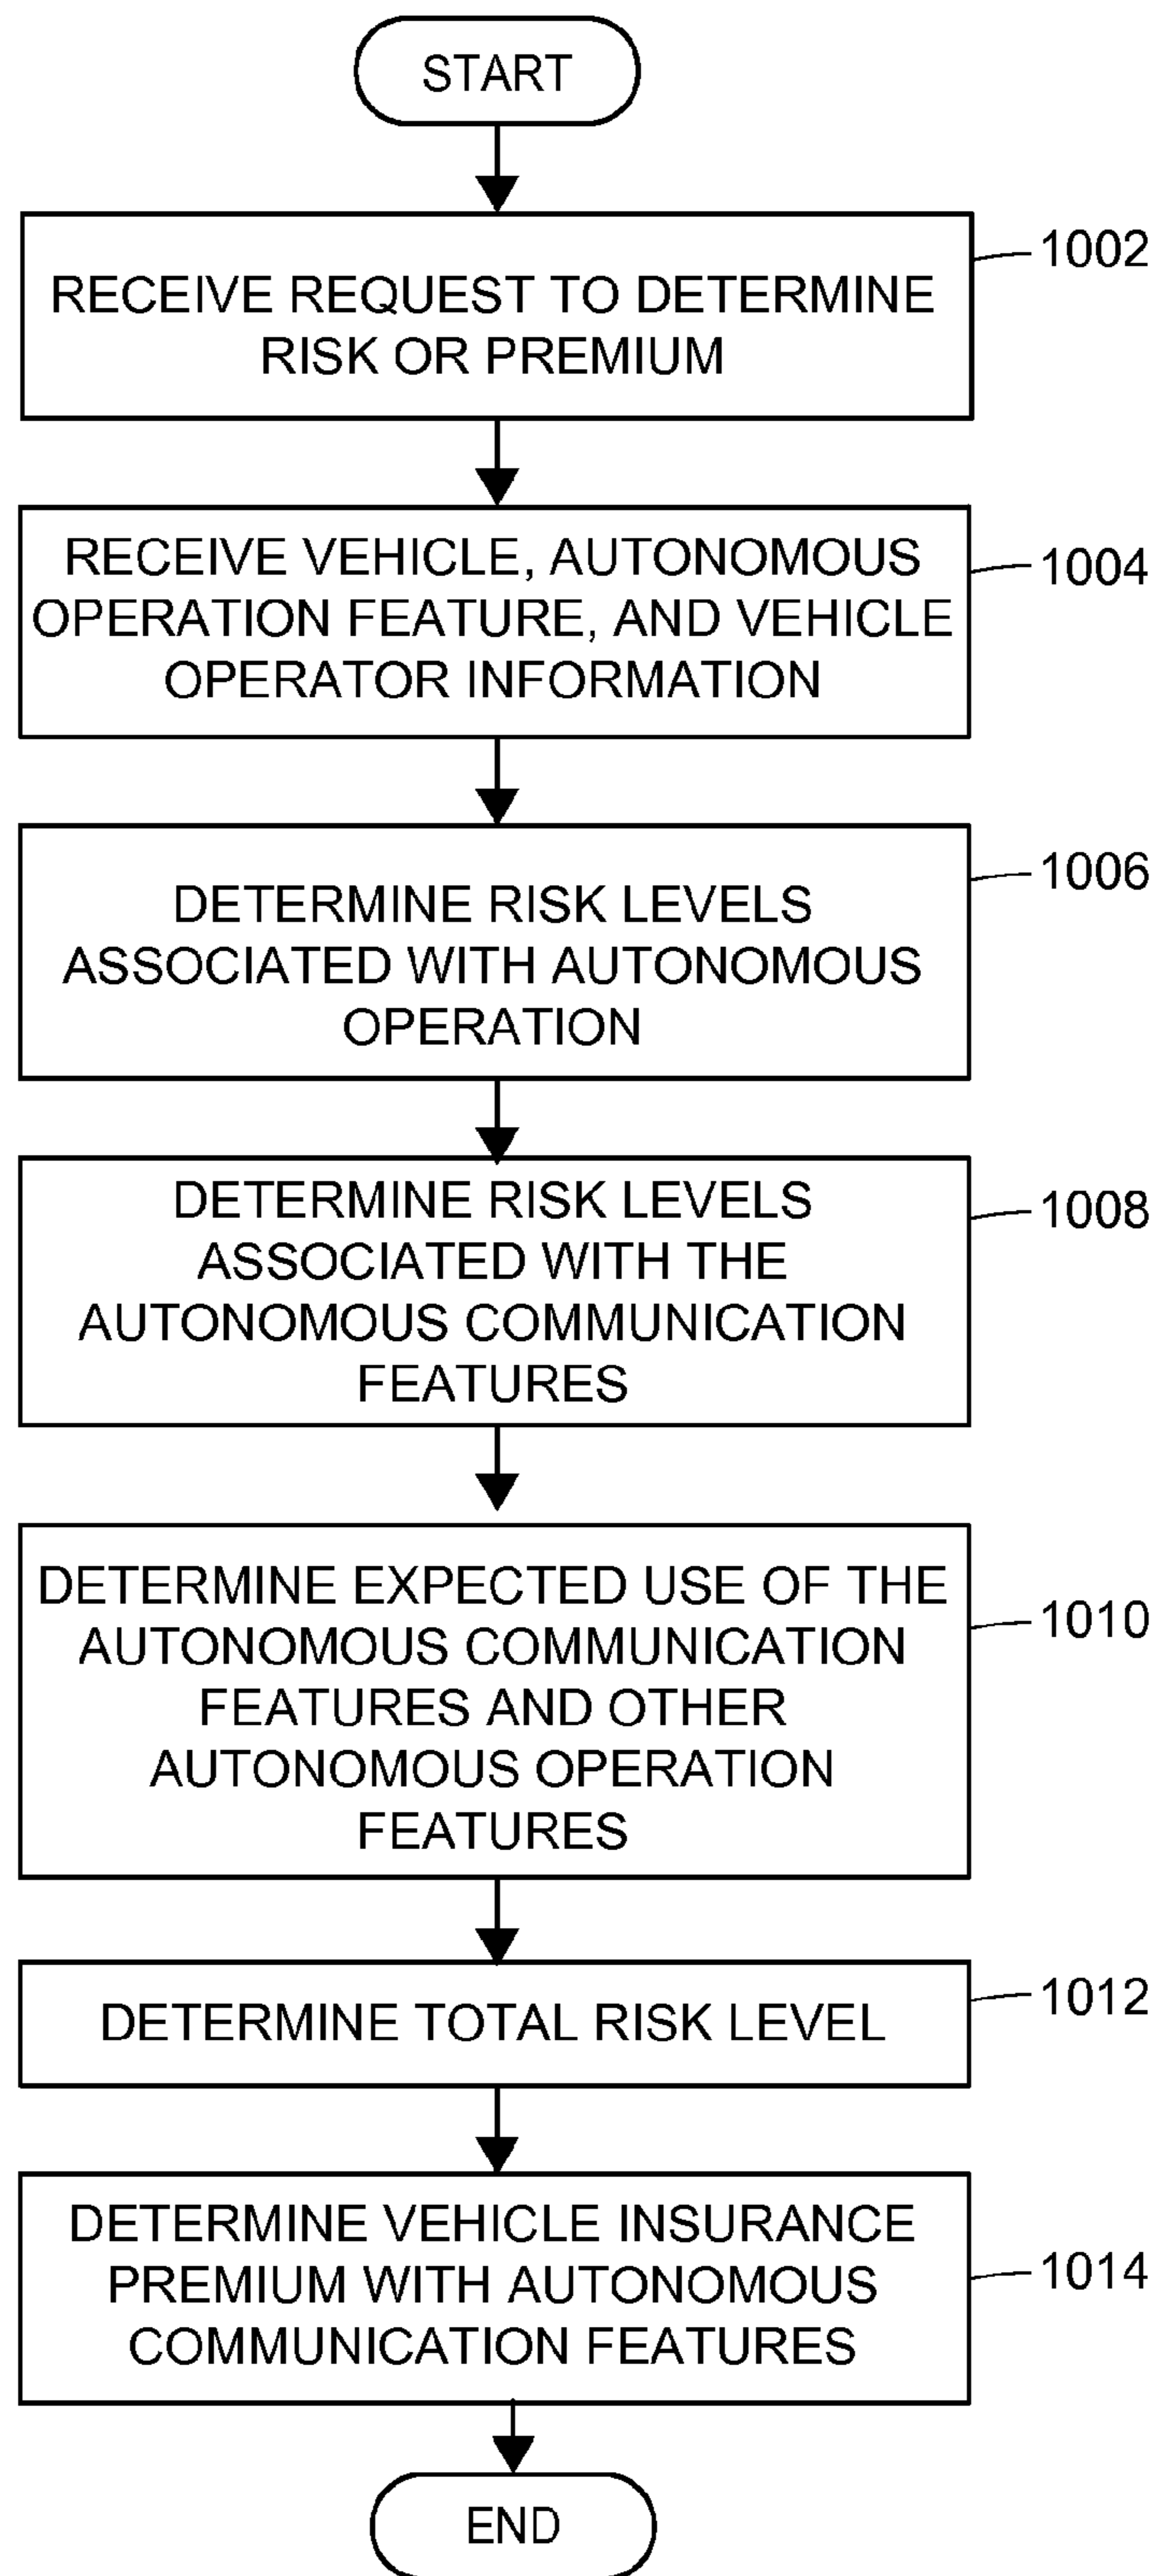 START
RECEIVE REQUEST TO DETERMINE
RISK OR PREMIUM
1002
RECEIVE VEHICLE, AUTONOMOUS
OPERATION FEATURE, AND VEHICLE
OPERATOR INFORMATION
1004
DETERMINE RISK LEVELS
ASSOCIATED WITH AUTONOMOUS
OPERATION
1006
DETERMINE RISK LEVELS
ASSOCIATED WITH THE
AUTONOMOUS COMMUNICATION
FEATURES
1008
DETERMINE EXPECTED USE OF THE
AUTONOMOUS COMMUNICATION
FEATURES AND OTHER
AUTONOMOUS OPERATION
FEATURES
1010
DETERMINE TOTAL RISK LEVEL
1012
DETERMINE VEHICLE INSURANCE
PREMIUM WITH AUTONOMOUS
COMMUNICATION FEATURES
1014
END